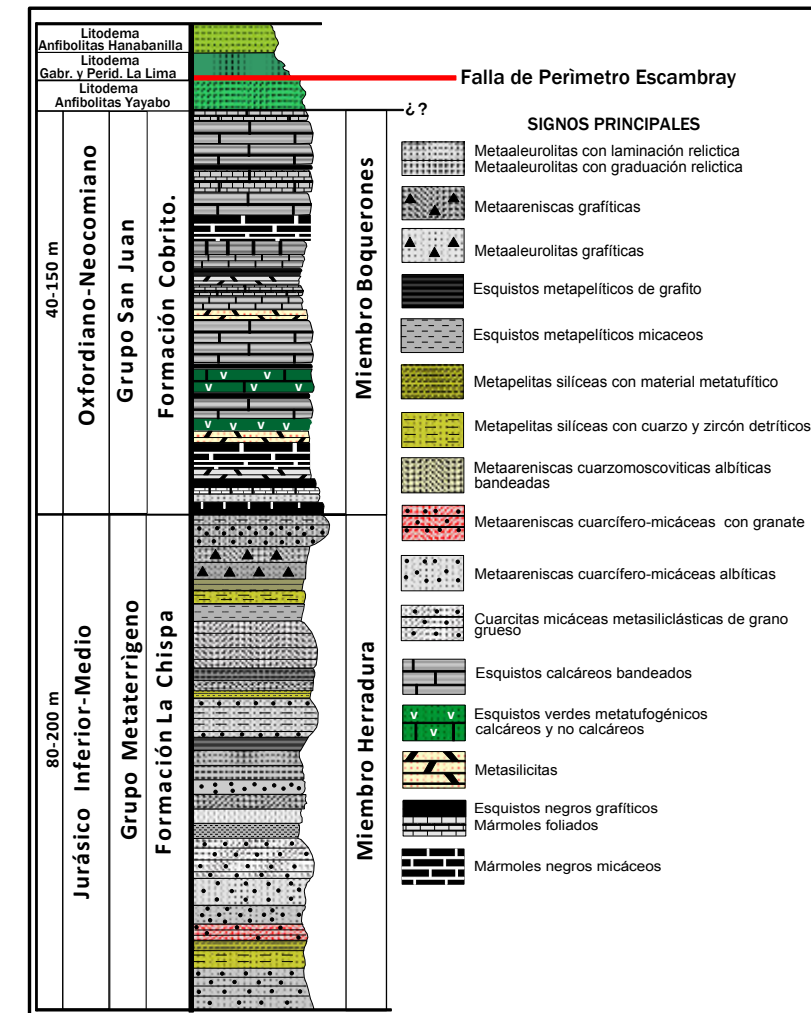 Litodema
Anfibolitas Hanabanilla
Litodema
Gabr. y Perid. La Lima
Litodema
Anfibolitas Yayabo
Falla de Perìmetro Escambray
¿?
40-150 m
Oxfordiano-Neocomiano
Grupo San Juan
Formación Cobrito.
Miembro Boquerones
80-200 m
Jurásico Inferior-Medio
Grupo Metaterrìgeno
Formación La Chispa
Miembro Herradura
SIGNOS PRINCIPALES
Metaaleurolitas con laminación relictica
Metaaleurolitas con graduación relictica
Metaareniscas grafíticas
Metaaleurolitas grafíticas
Esquistos metapelíticos de grafito
Esquistos metapelíticos micaceos
Metapelitas silíceas con material metatufítico
Metapelitas silíceas con cuarzo y zircón detríticos
Metaareniscas cuarzomoscoviticas albíticas
bandeadas
Metaareniscas cuarcífero-micáceas con granate
Metaareniscas cuarcífero-micáceas albíticas
Cuarcitas micáceas metasiliclásticas de grano
grueso
Esquistos calcáreos bandeados
Esquistos verdes metatufogénicos
calcáreos y no calcáreos
Metasilicitas
Esquistos negros grafíticos
Mármoles foliados
Mármoles negros micáceos